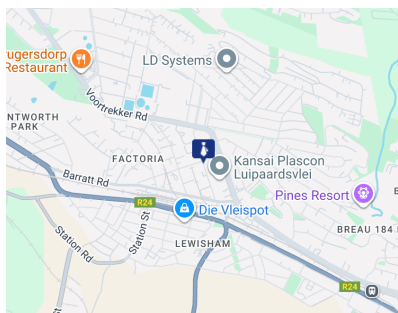 rugersdorp
Restaurant
LD Systems
Voortrekker Rd
NTWORTH
PARK
FACTORIA
Kansai Plascon
Luipaardsvlei
Barratt Rd
R24
Pines Resort
Die Vleispot
Station St
LEWISHAM
BREAU 184
Station Rd
R24